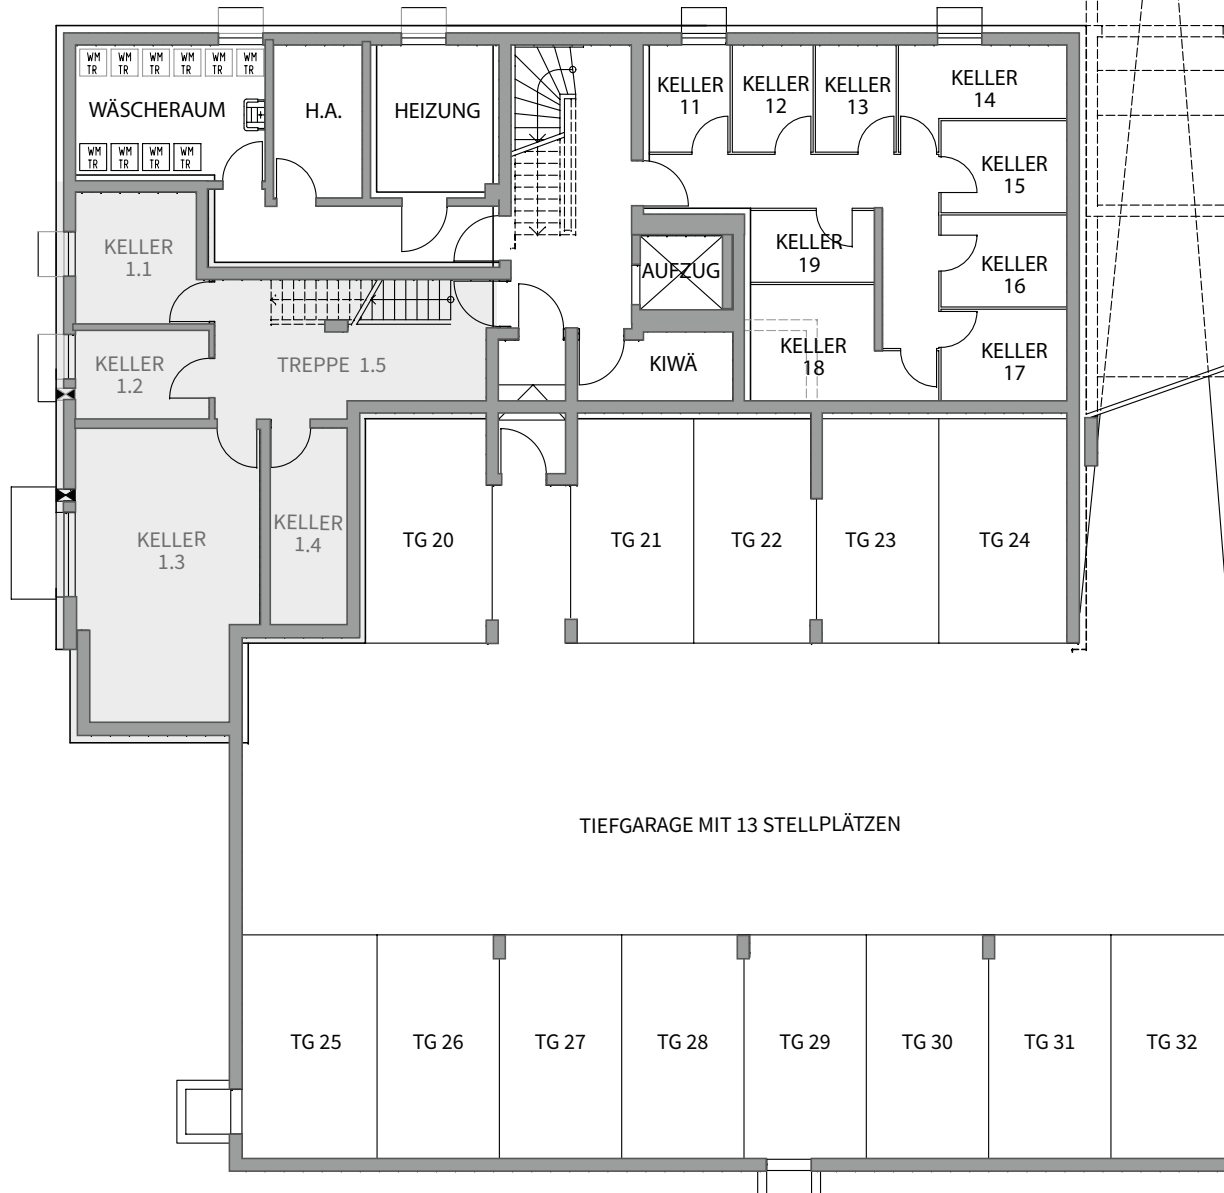 WM WM WM WM WM WM
TR TR TR TR TR TR
WÄSCHERAUM
H.A.
HEIZUNG
WM WM WM WM
TR TR TR TR
KELLER
11
KELLER
12
KELLER
13
KELLER
14
KELLER
15
KELLER
16
KELLER
17
KELLER
18
KELLER
19
AUFZUG
KIWÄ
KELLER
1.1
KELLER
1.2
TREPPE 1.5
KELLER
1.3
KELLER
1.4
TG 20
TG 21
TG 22
TG 23
TG 24
TIEFGARAGE MIT 13 STELLPLÄTZEN
TG 25
TG 26
TG 27
TG 28
TG 29
TG 30
TG 31
TG 32